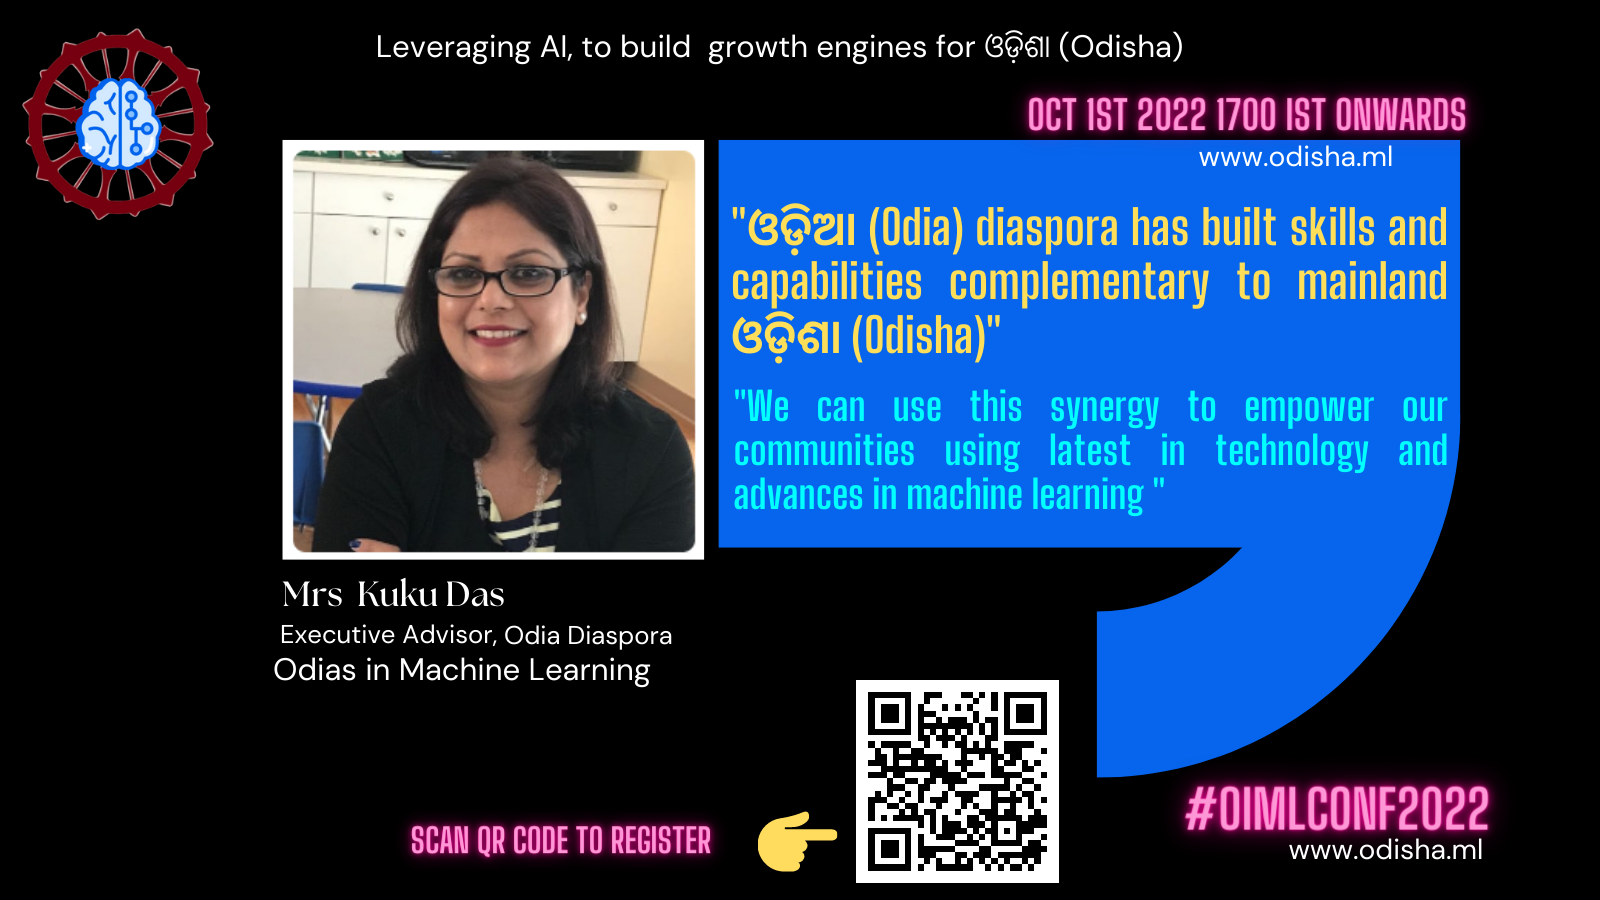 Leveraging AI, to build growth engines for ଓଡ଼ିଶା (Odisha)
OCT 1ST 2022 1700 IST ONWARDS
www.odisha.ml
"ଓଡ଼ିଆ (Odia) diaspora has built skills and
capabilities complementary to mainland
ଓଡ଼ିଶା (Odisha)"
"We can use this synergy to empower our
communities using latest in technology and
advances in machine learning "
Mrs Kuku Das
Executive Advisor, Odia Diaspora
Odias in Machine Learning
SCAN QR CODE TO REGISTER
#OIMLCONF2022
www.odisha.ml